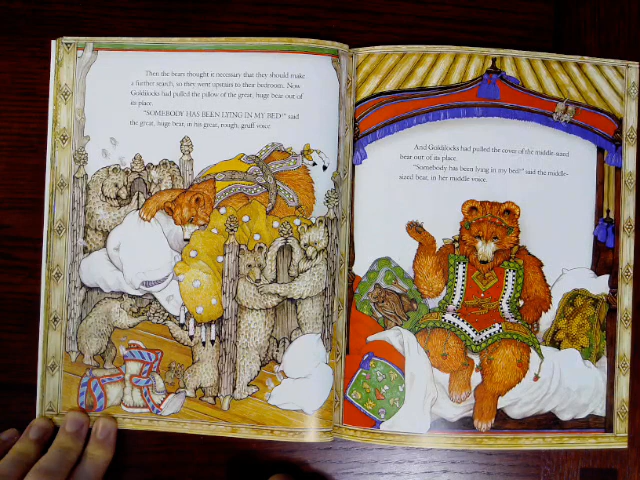 Then the bears thought it necessary that they should make
a further search, so they went upstairs to their bedroom. Now
Goldilocks had pulled the pillow of the great, huge bear out of
its place.
"SOMEBODY HAS BEEN LYING IN MY BED!" said
the great, huge bear, in his great, rough, gruff voice.
And Goldilocks had pulled the cover of the middle-sized
bear out of its place.
"Somebody has been lying in my bed!" said the middle-
sized bear, in her middle voice.